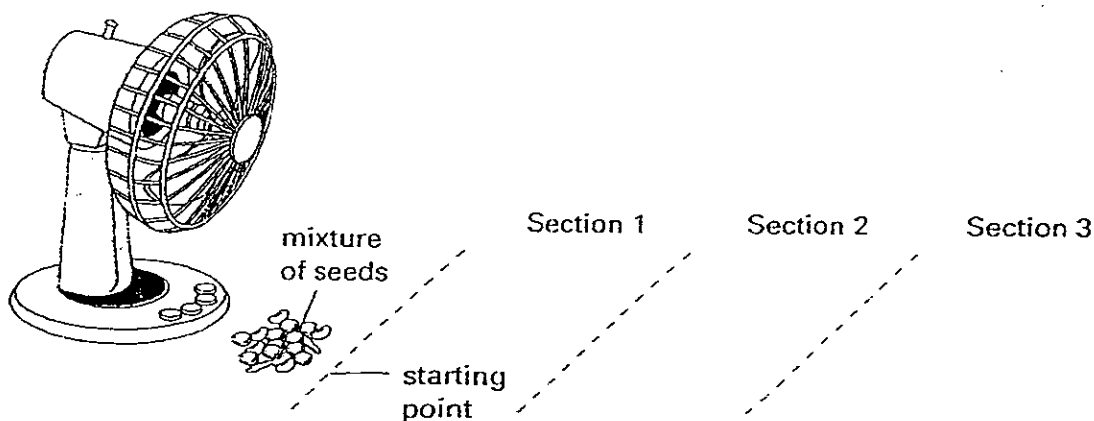 Section 1
Section 2
Section 3
mixture
of seeds
starting
point